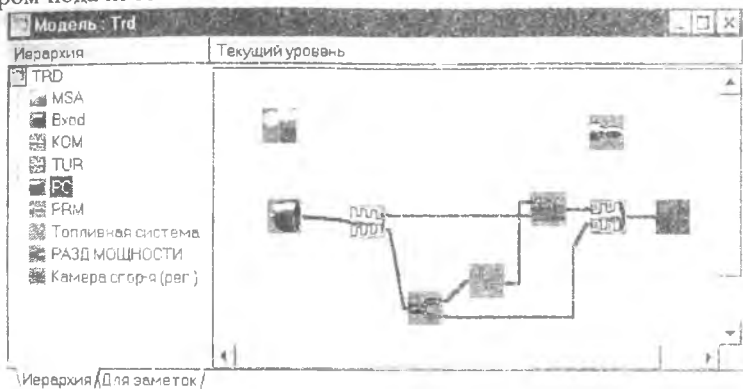 Модель : Trd
Иерархия
Текущий уровень
TRD
MSA
Вход
KOM
TUR
PC
PRM
Топливная система
РАЗД МОЩНОСТИ
Камера сгор-я (рег.)
Иерархия
Для заметок